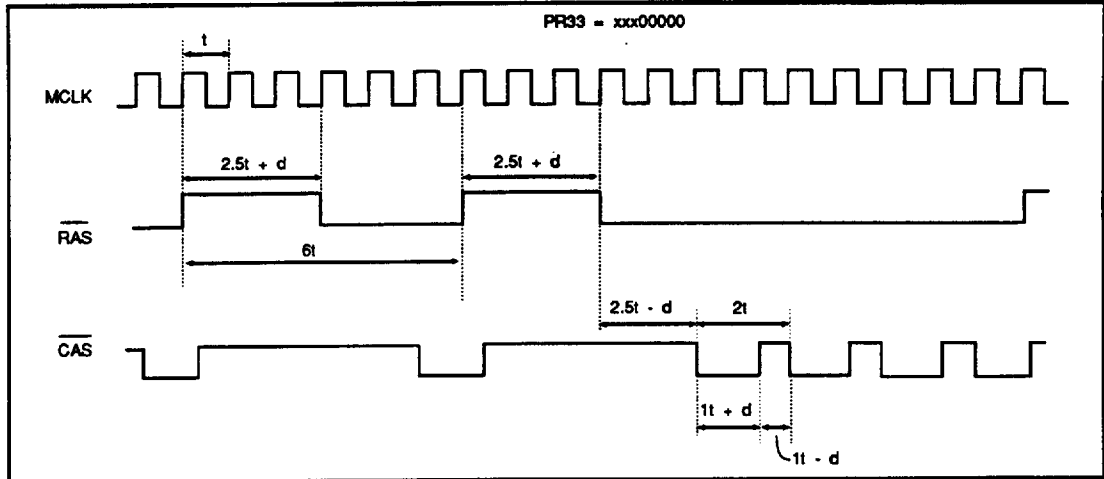 PR33 = xxx00000
t
MCLK
2.5t + d
2.5t + d
RAS
6t
2.5t - d
2t
CAS
1t + d
1t - d